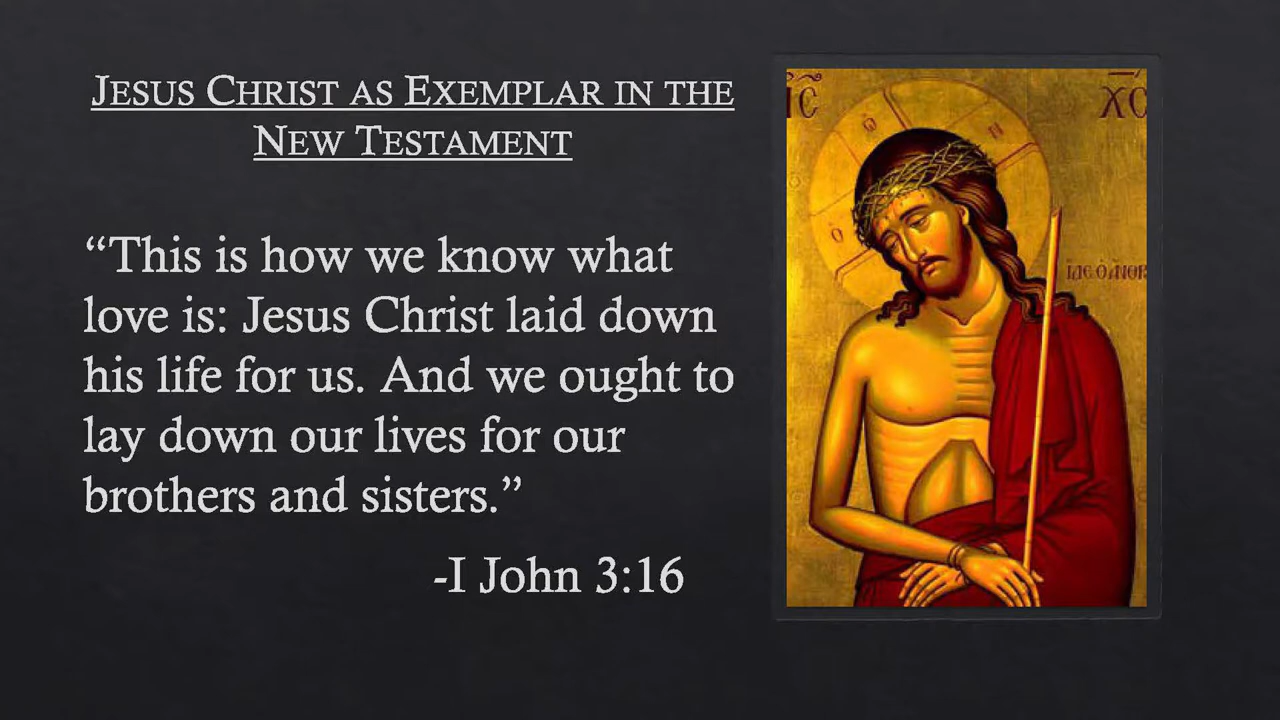 JESUS CHRIST AS EXEMPLAR IN THE
NEW TESTAMENT
“This is how we know what
love is: Jesus Christ laid down
his life for us. And we ought to
lay down our lives for our
brothers and sisters.”
-I John 3:16
IC
XC